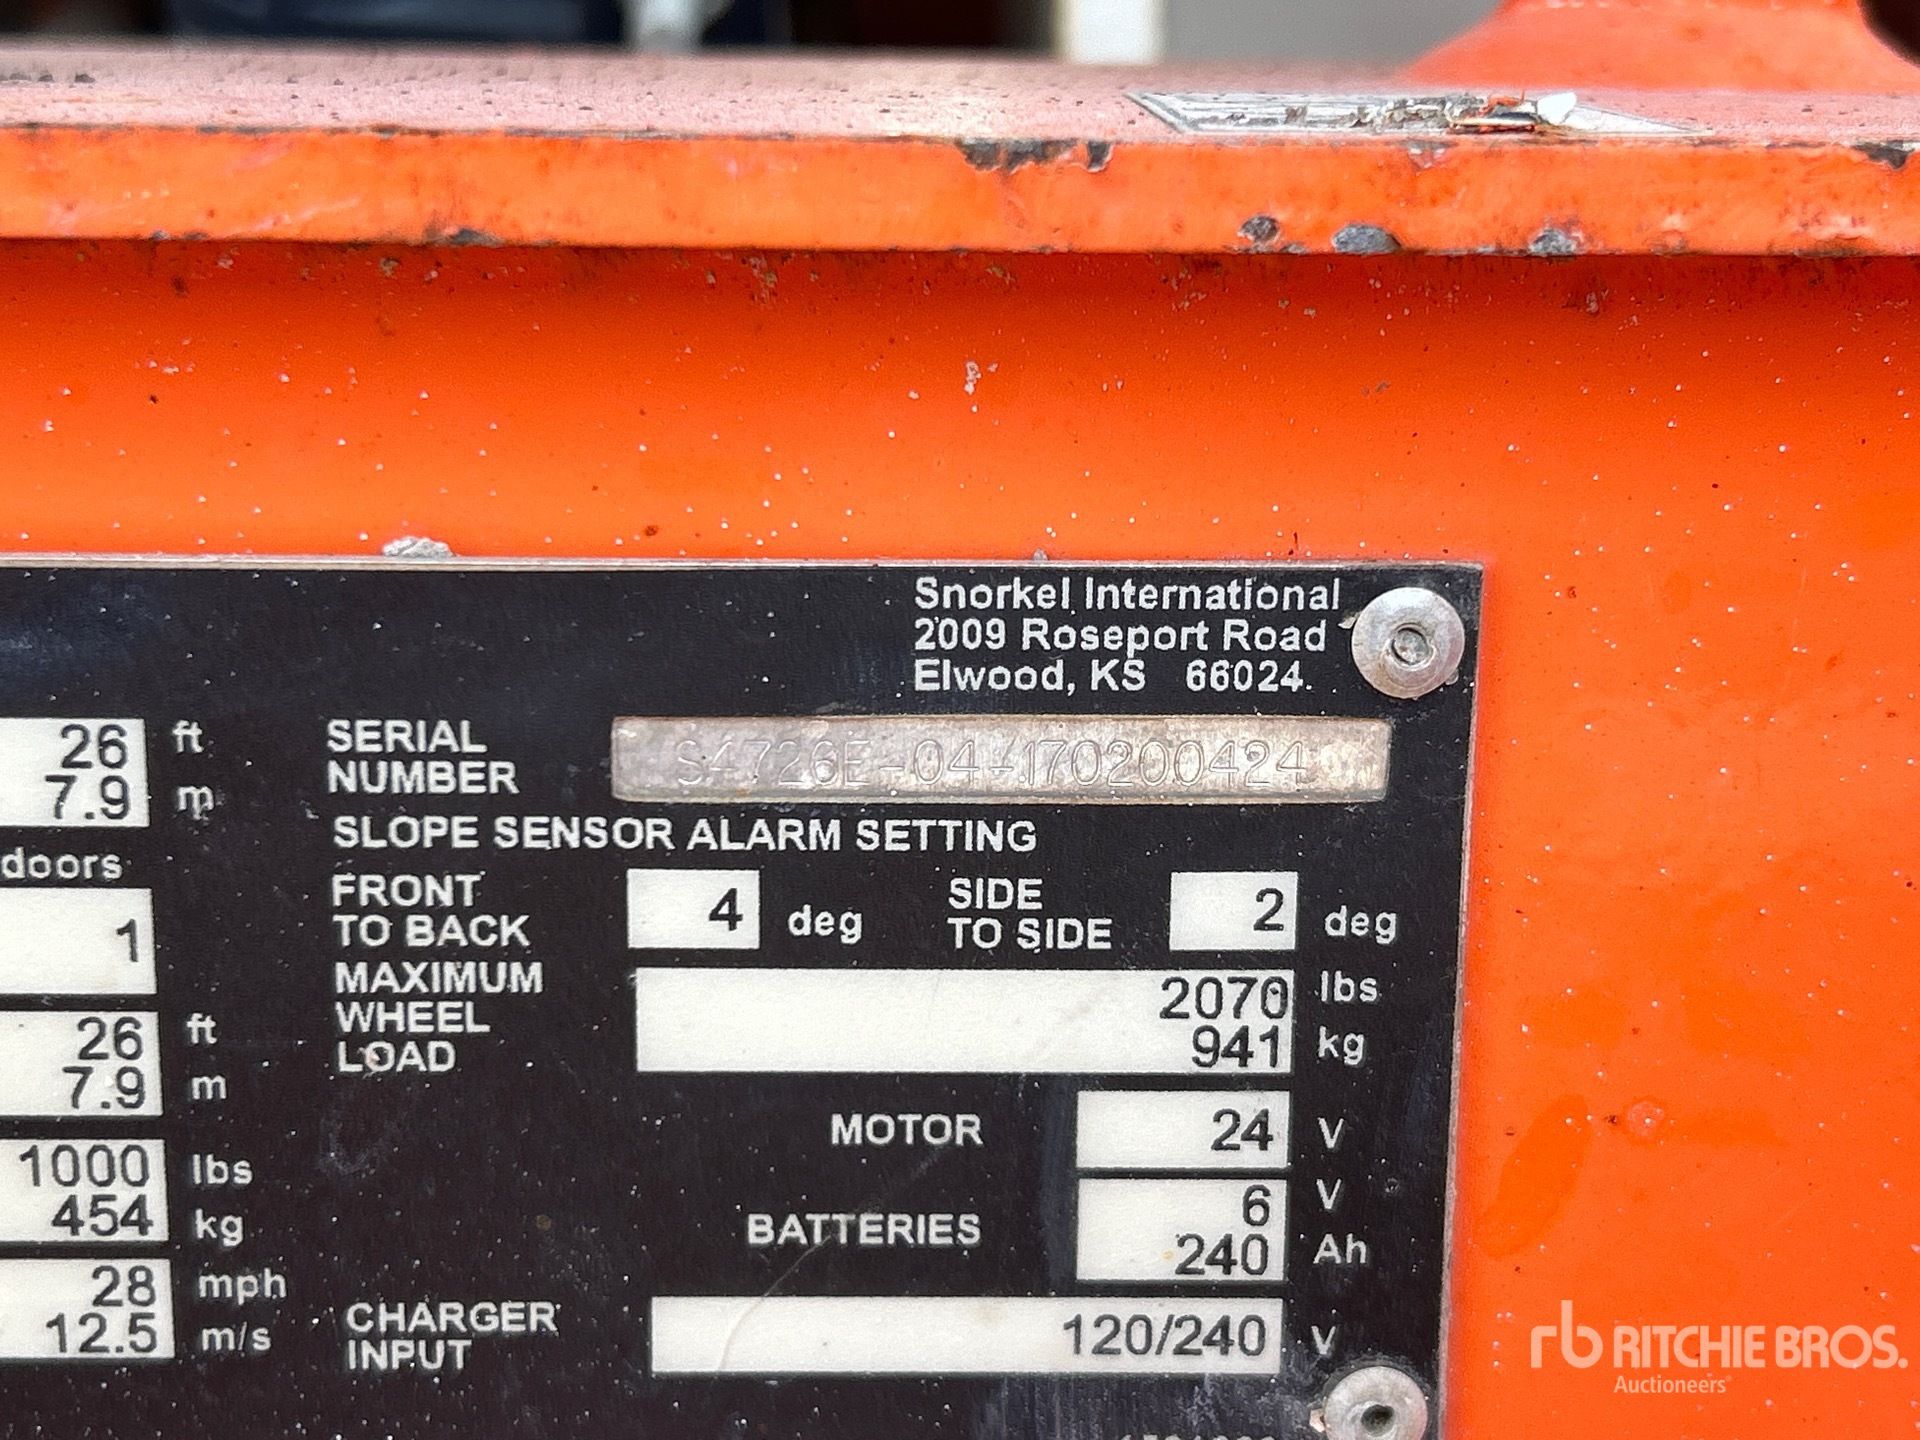 Snorkel International
2009 Roseport Road
Elwood, KS 66024
26 ft
7.9 m
doors
1
26 ft
7.9 m
1000 lbs
454 kg
28 mph
12.5 m/s
SERIAL
NUMBER
S4726E-04-170200424
SLOPE SENSOR ALARM SETTING
FRONT
TO BACK
4 deg
SIDE
TO SIDE
2 deg
MAXIMUM
WHEEL
LOAD
2070 lbs
941 kg
MOTOR 24 V
BATTERIES
6 V
240 Ah
CHARGER
INPUT
120/240 V
rb RITCHIE BROS.
Auctioneers